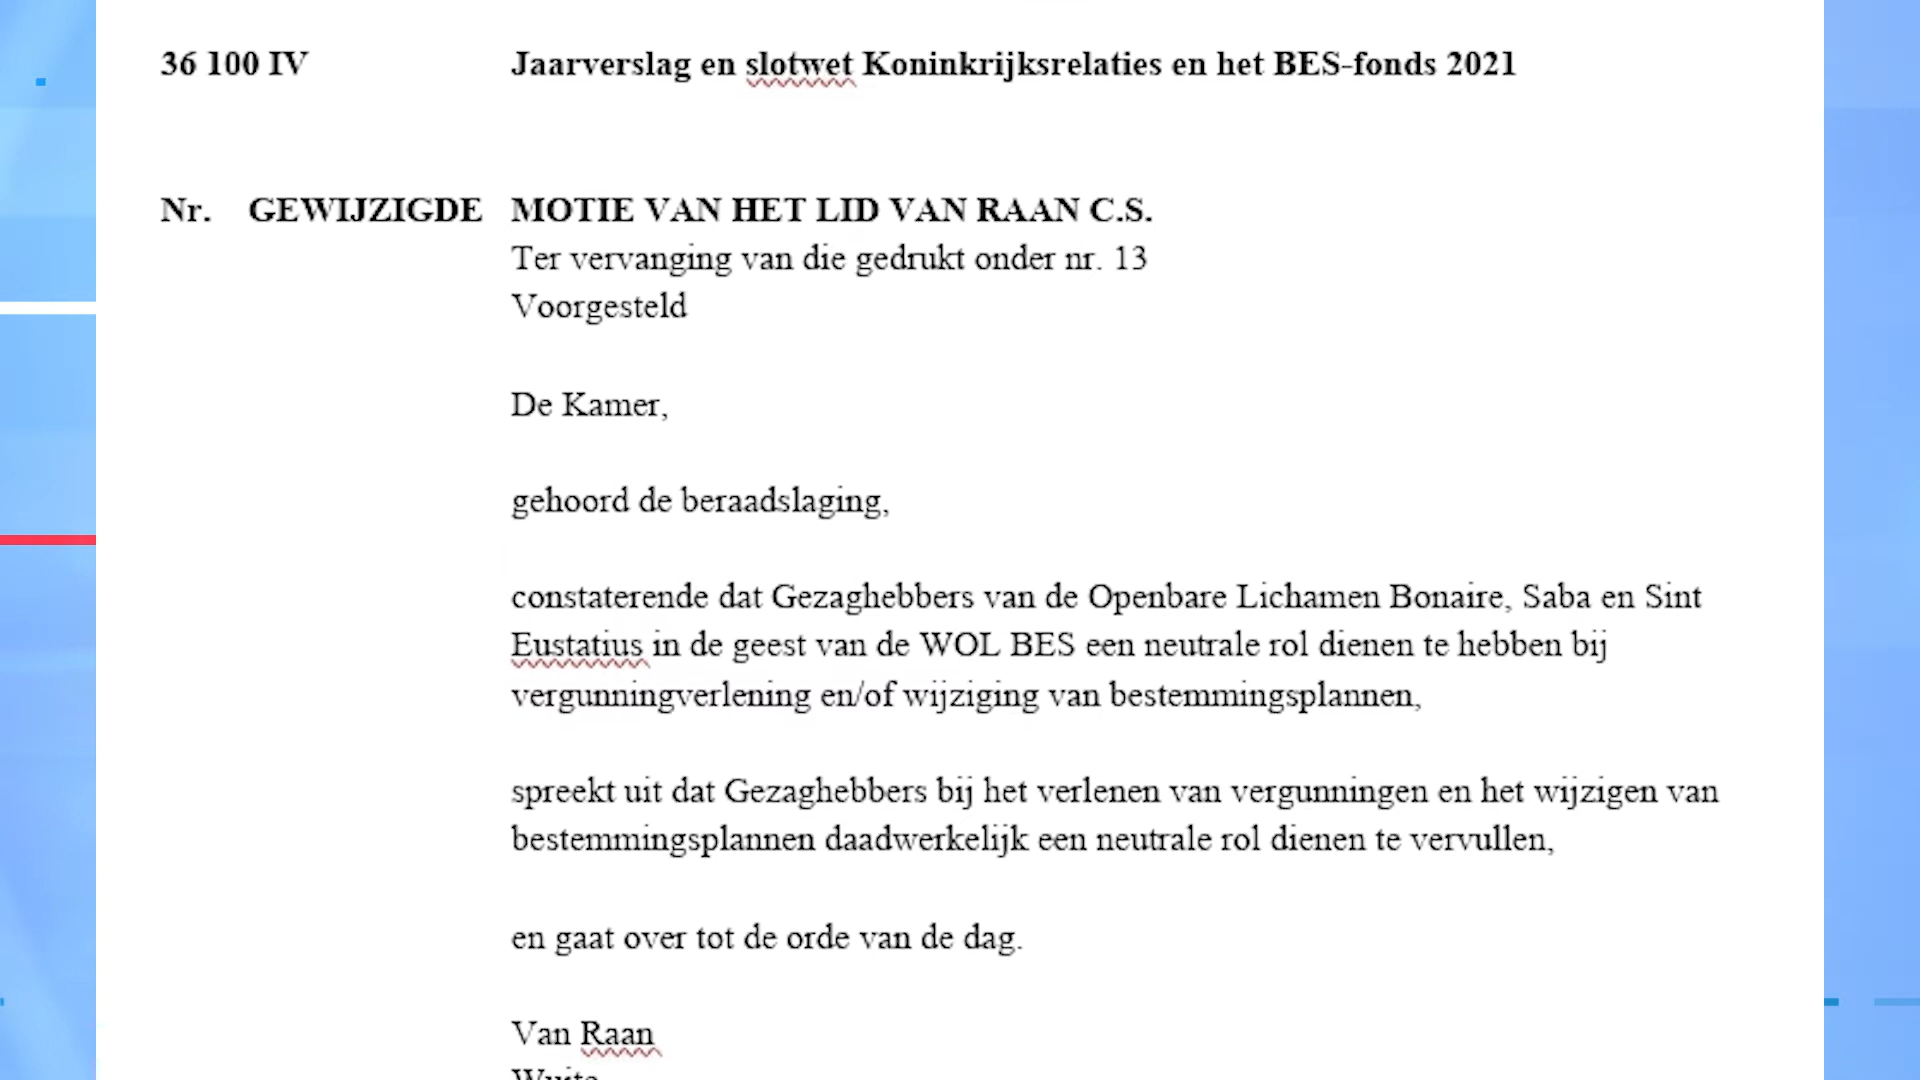 36 100 IV Jaarverslag en slotwet Koninkrijksrelaties en het BES-fonds 2021
Nr. GEWIJZIGDE MOTIE VAN HET LID VAN RAAN C.S.
Ter vervanging van die gedrukt onder nr. 13
Voorgesteld
De Kamer,
gehoord de beraadslaging,
constaterende dat Gezaghebbers van de Openbare Lichamen Bonaire, Saba en Sint
Eustatius in de geest van de WOL BES een neutrale rol dienen te hebben bij
vergunningverlening en/of wijziging van bestemmingsplannen,
spreekt uit dat Gezaghebbers bij het verlenen van vergunningen en het wijzigen van
bestemmingsplannen daadwerkelijk een neutrale rol dienen te vervullen,
en gaat over tot de orde van de dag.
Van Raan